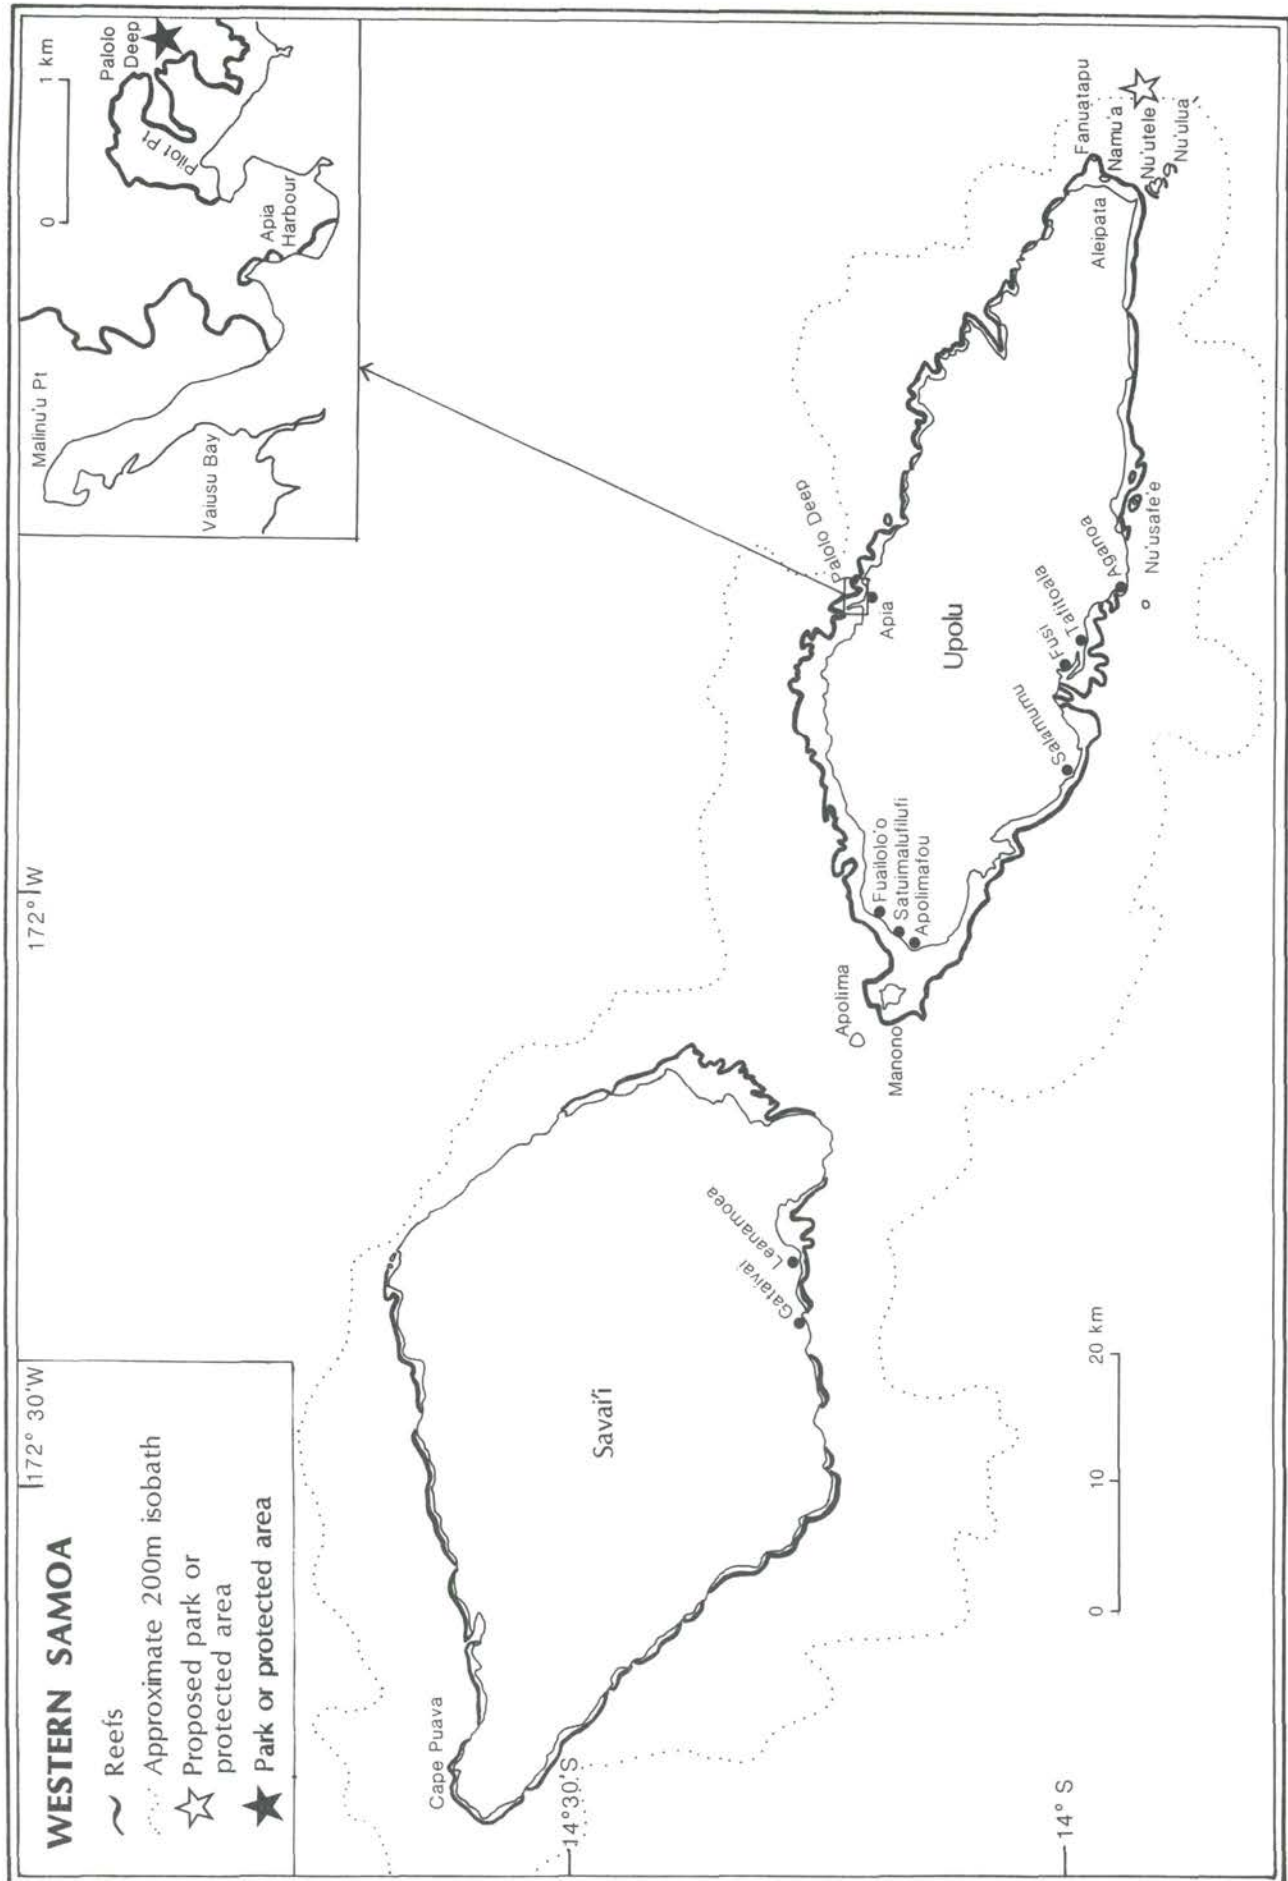 WESTERN SAMOA
Reefs
Approximate 200m isobath
Proposed park or
protected area
Park or protected area
172° 30'W
172° W
Malinu'u Pt
Vaiusu Bay
Apia
Harbour
Pilot Pt
Palolo
Deep
0
1 km
Cape Puava
14°30'S
14° S
Savai'i
Gataivai
Leanamoea
Apolima
Manono
Fuailolo'o
Satuimalufilufi
Apolimafou
Palolo Deep
Apia
Upolu
Salamumu
Fusi
Tafitoala
Aganoa
Nu'usafe'e
Aleipata
Fanuatapu
Namu'a
Nu'utele
Nu'ulua
0
10
20 km